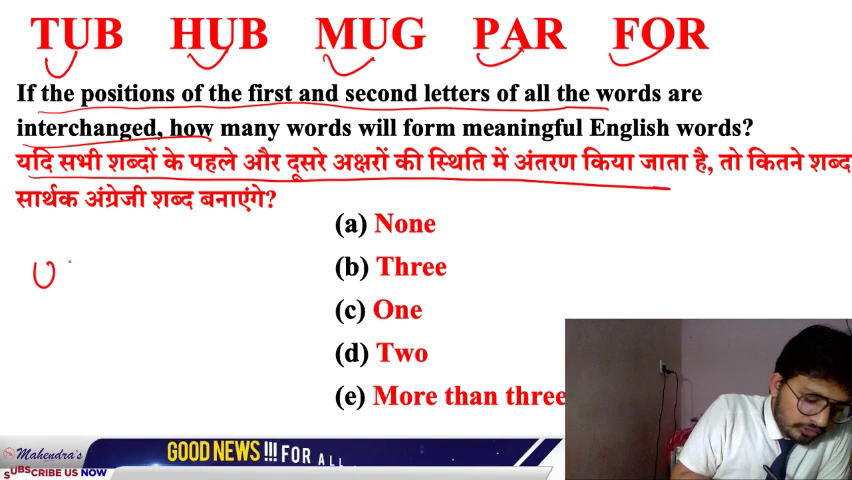 TUB HUB MUG PAR FOR
If the positions of the first and second letters of all the words are
interchanged, how many words will form meaningful English words?
यदि सभी शब्दों के पहले और दूसरे अक्षरों की स्थिति में अंतरण किया जाता है, तो कितने शब्द
सार्थक अंग्रेजी शब्द बनाएंगे?
(a) None
(b) Three
(c) One
(d) Two
(e) More than three
U
Mahendra's
SUBSCRIBE US NOW
GOOD NEWS !!! FOR ALL